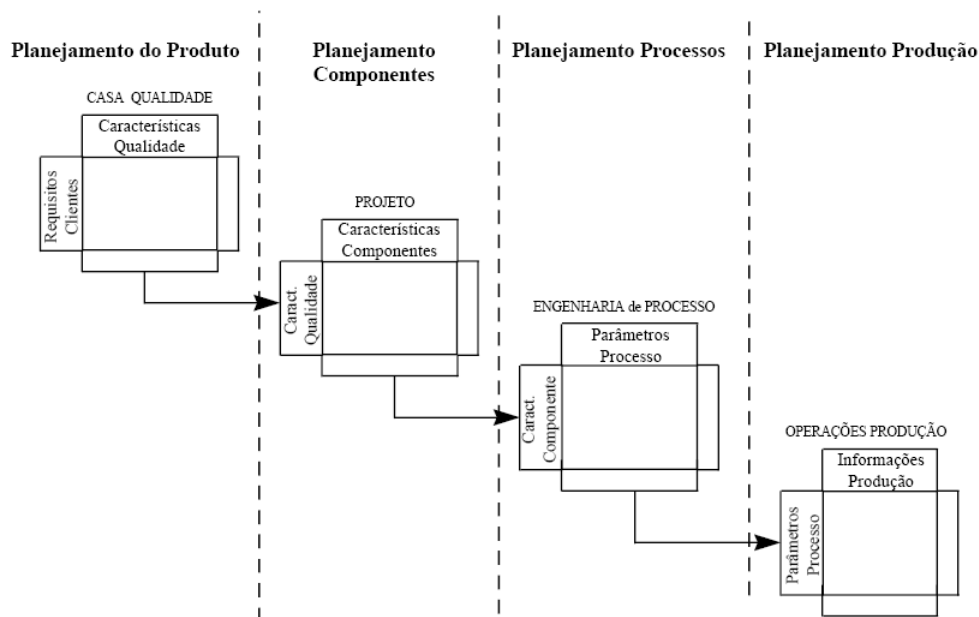 Planejamento do Produto
Planejamento
Componentes
Planejamento Processos
Planejamento Produção
CASA QUALIDADE
Características
Qualidade
Requisitos
Clientes
PROJETO
Características
Componentes
Caract.
Qualidade
ENGENHARIA de PROCESSO
Parâmetros
Processo
Caract.
Componente
OPERAÇÕES PRODUÇÃO
Informações
Produção
Parâmetros
Processo